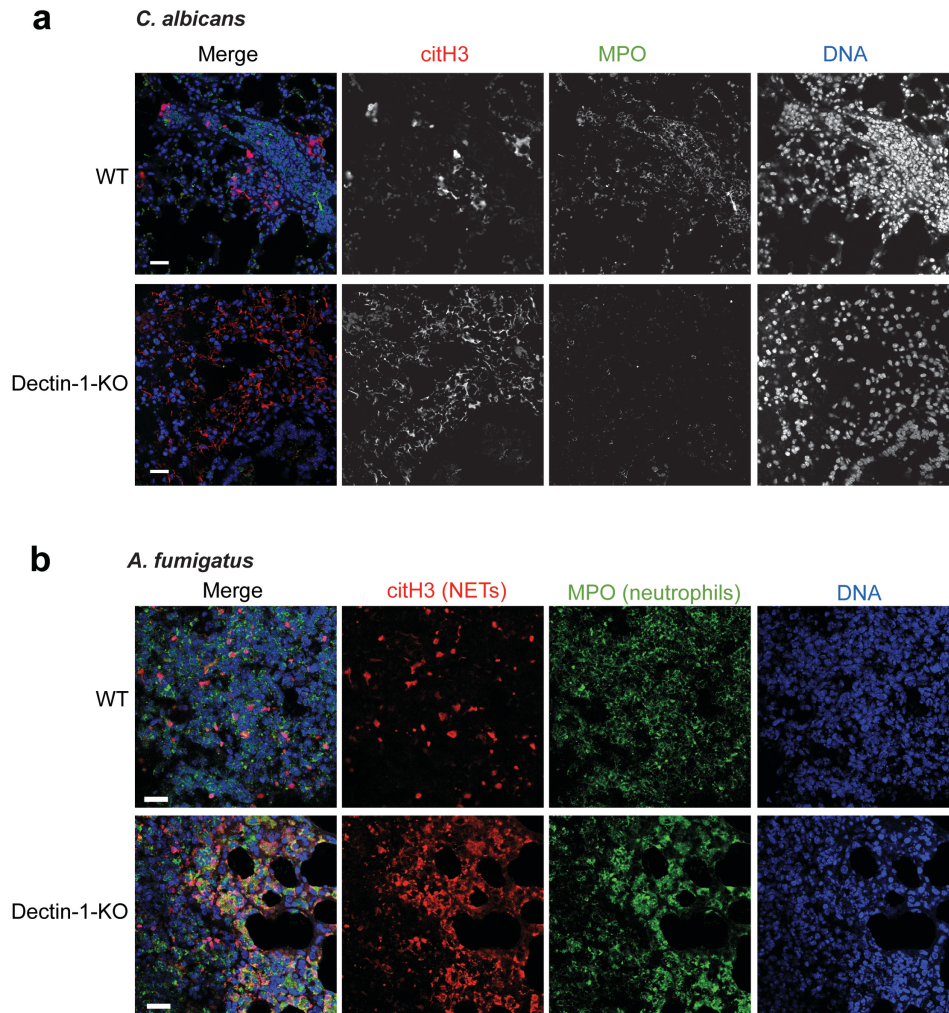 a
C. albicans
Merge citH3 MPO DNA
WT
Dectin-1-KO
b
A. fumigatus
Merge citH3 (NETs) MPO (neutrophils) DNA
WT
Dectin-1-KO